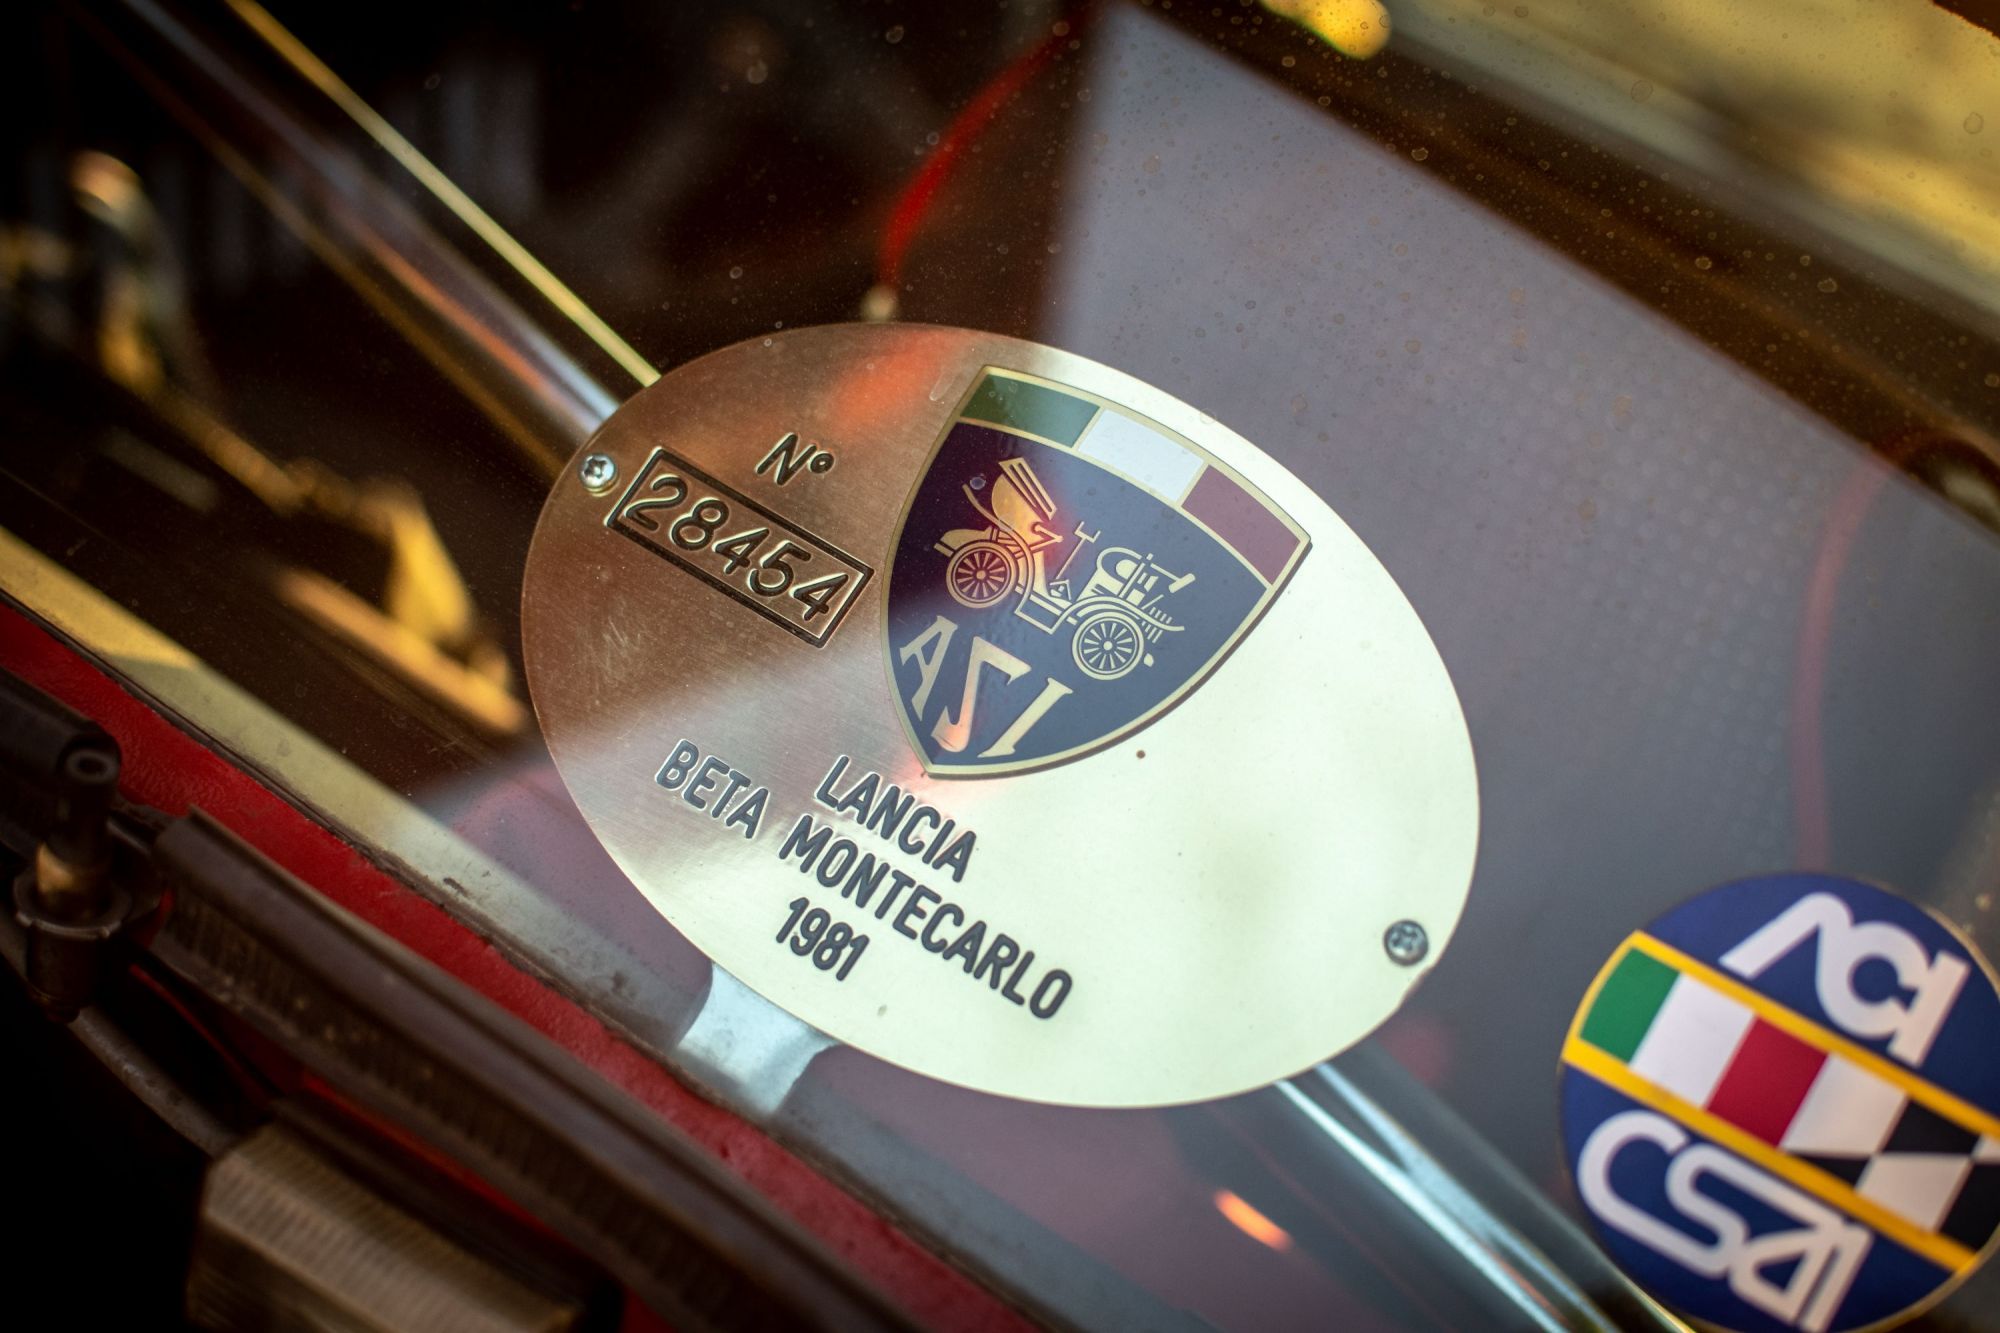 N°
28454
ASI
LANCIA
BETA MONTECARLO
1981
ACI
CSAI